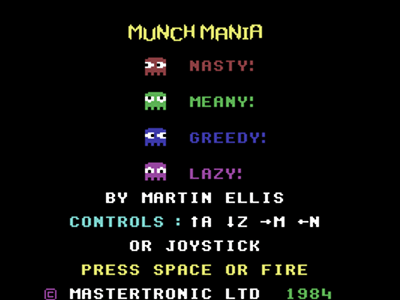 MUNCH MANIA
NASTY!
MEANY!
GREEDY!
LAZY!
BY MARTIN ELLIS
CONTROLS : ↑A ↓Z →M ←N
OR JOYSTICK
PRESS SPACE OR FIRE
© MASTERTRONIC LTD 1984